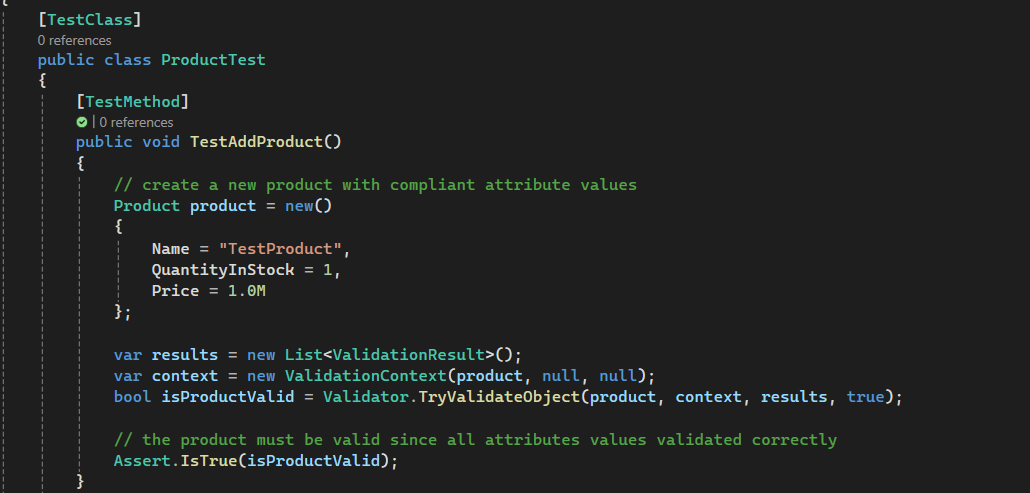 {
[TestClass]
0 references
public class ProductTest
{
[TestMethod]
| 0 references
public void TestAddProduct()
{
// create a new product with compliant attribute values
Product product = new()
{
Name = "TestProduct",
QuantityInStock = 1,
Price = 1.0M
};
var results = new List<ValidationResult>();
var context = new ValidationContext(product, null, null);
bool isProductValid = Validator.TryValidateObject(product, context, results, true);
// the product must be valid since all attributes values validated correctly
Assert.IsTrue(isProductValid);
}